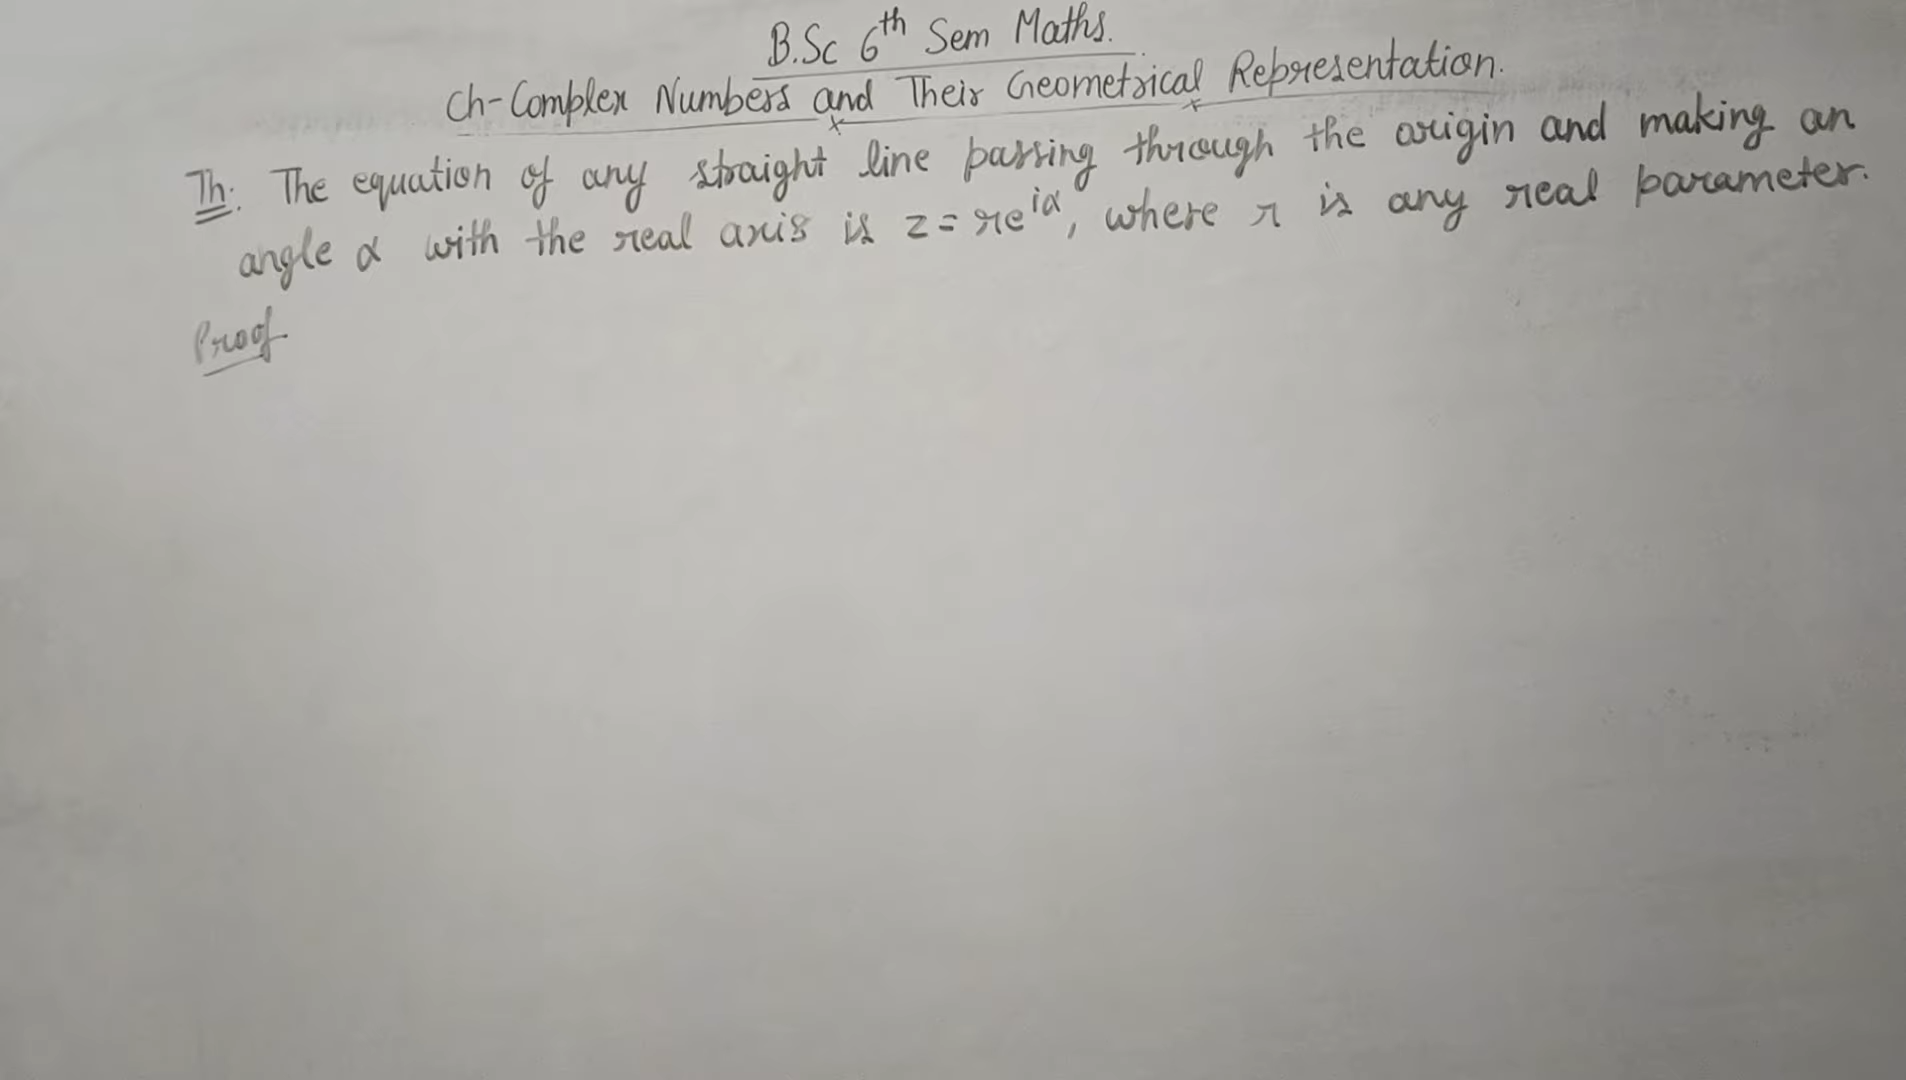 B.Sc 6th Sem Maths.
Ch-Complex Numbers and Their Geometrical Representation.
Th: The equation of any straight line passing through the origin and making an
angle α with the real axis is z = re^iα, where r is any real parameter.
Proof